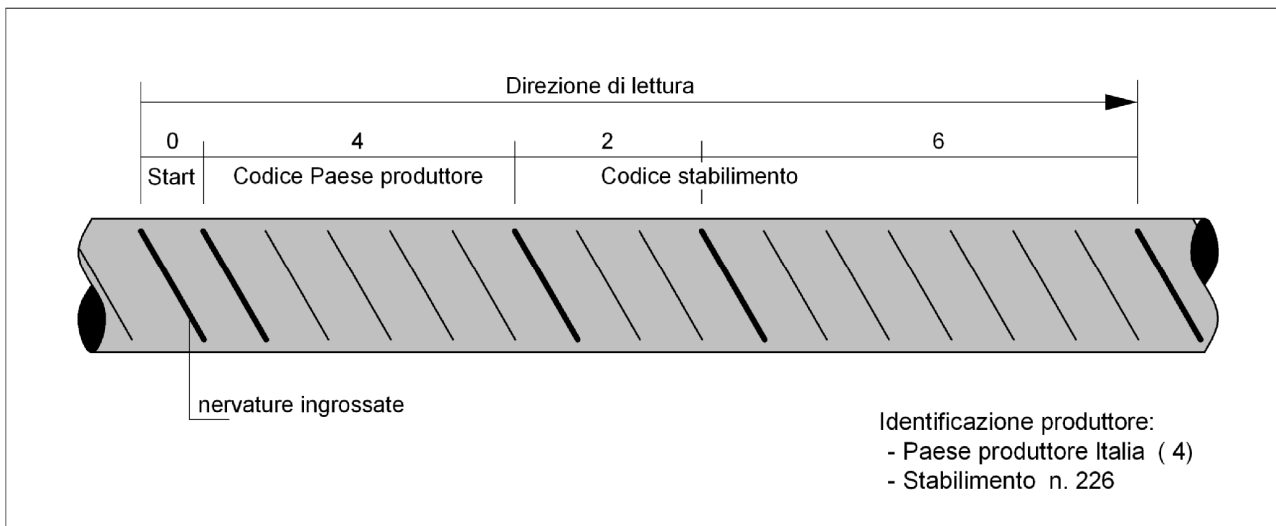 Direzione di lettura
0 4 2 6
Start Codice Paese produttore Codice stabilimento
nervature ingrossate
Identificazione produttore:
- Paese produttore Italia ( 4)
- Stabilimento n. 226